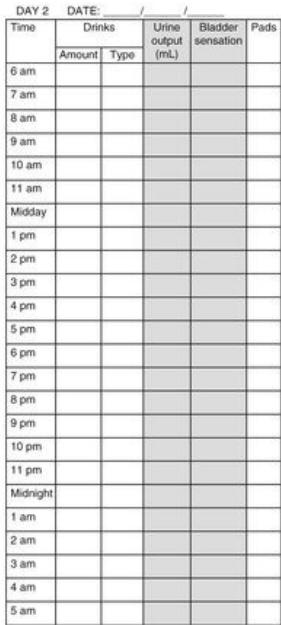 DAY 2 DATE: ______/______/______
Time Drinks Urine output (mL) Bladder sensation Pads
Amount Type
6 am
7 am
8 am
9 am
10 am
11 am
Midday
1 pm
2 pm
3 pm
4 pm
5 pm
6 pm
7 pm
8 pm
9 pm
10 pm
11 pm
Midnight
1 am
2 am
3 am
4 am
5 am